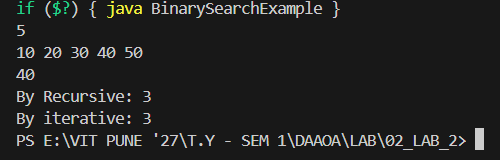 if ($?) { java BinarySearchExample }
5
10 20 30 40 50
40
By Recursive: 3
By iterative: 3
PS E:\VIT PUNE '27\T.Y - SEM 1\DAAOA\LAB\02_LAB_2>